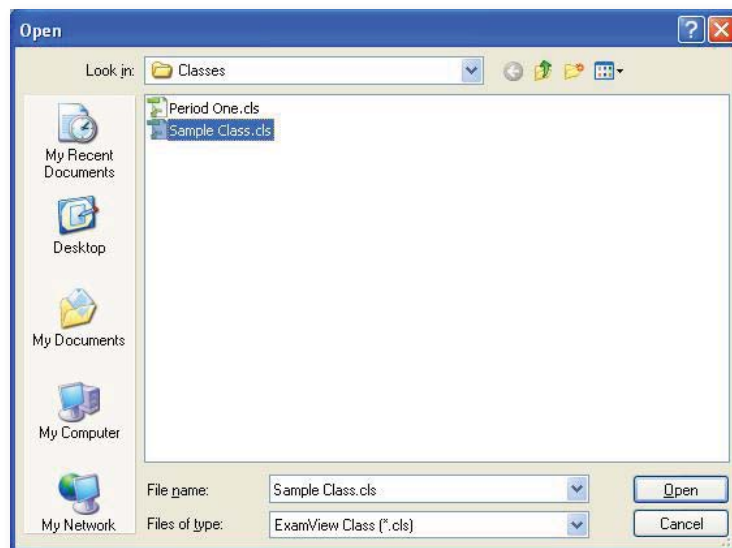 Open
Look in: Classes
Period One.cls
Sample Class.cls
My Recent
Documents
Desktop
My Documents
My Computer
My Network
File name: Sample Class.cls Open
Files of type: ExamView Class (*.cls) Cancel